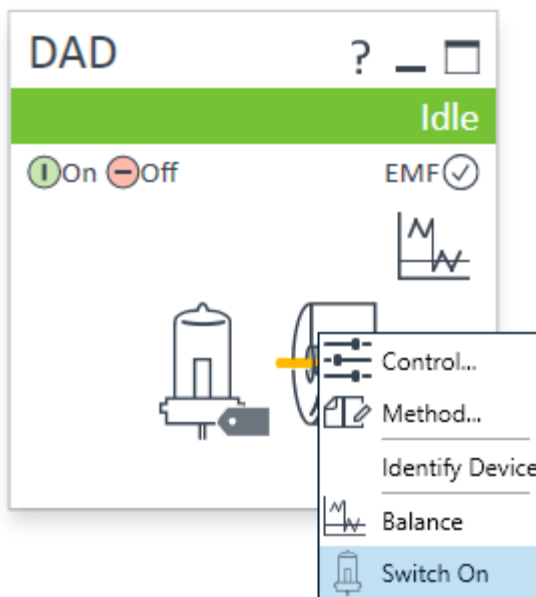 DAD ?
Idle
On Off EMF
Control...
Method...
Identify Device
Balance
Switch On